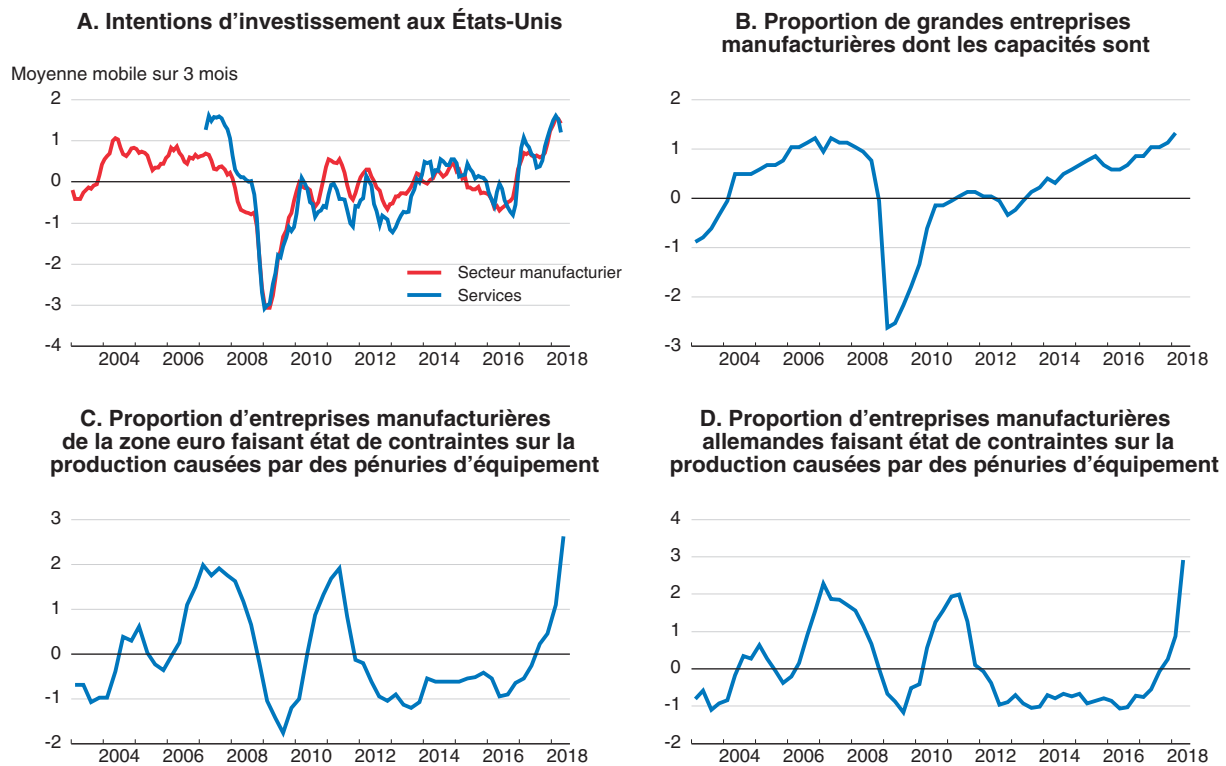 A. Intentions d'investissement aux États-Unis
Moyenne mobile sur 3 mois
2
1
0
-1
-2
-3
-4
2004 2006 2008 2010 2012 2014 2016 2018
Secteur manufacturier
Services
B. Proportion de grandes entreprises
manufacturières dont les capacités sont
2
1
0
-1
-2
-3
2004 2006 2008 2010 2012 2014 2016 2018
C. Proportion d'entreprises manufacturières
de la zone euro faisant état de contraintes sur la
production causées par des pénuries d'équipement
3
2
1
0
-1
-2
2004 2006 2008 2010 2012 2014 2016 2018
D. Proportion d'entreprises manufacturières
allemandes faisant état de contraintes sur la
production causées par des pénuries d'équipement
4
3
2
1
0
-1
-2
2004 2006 2008 2010 2012 2014 2016 2018